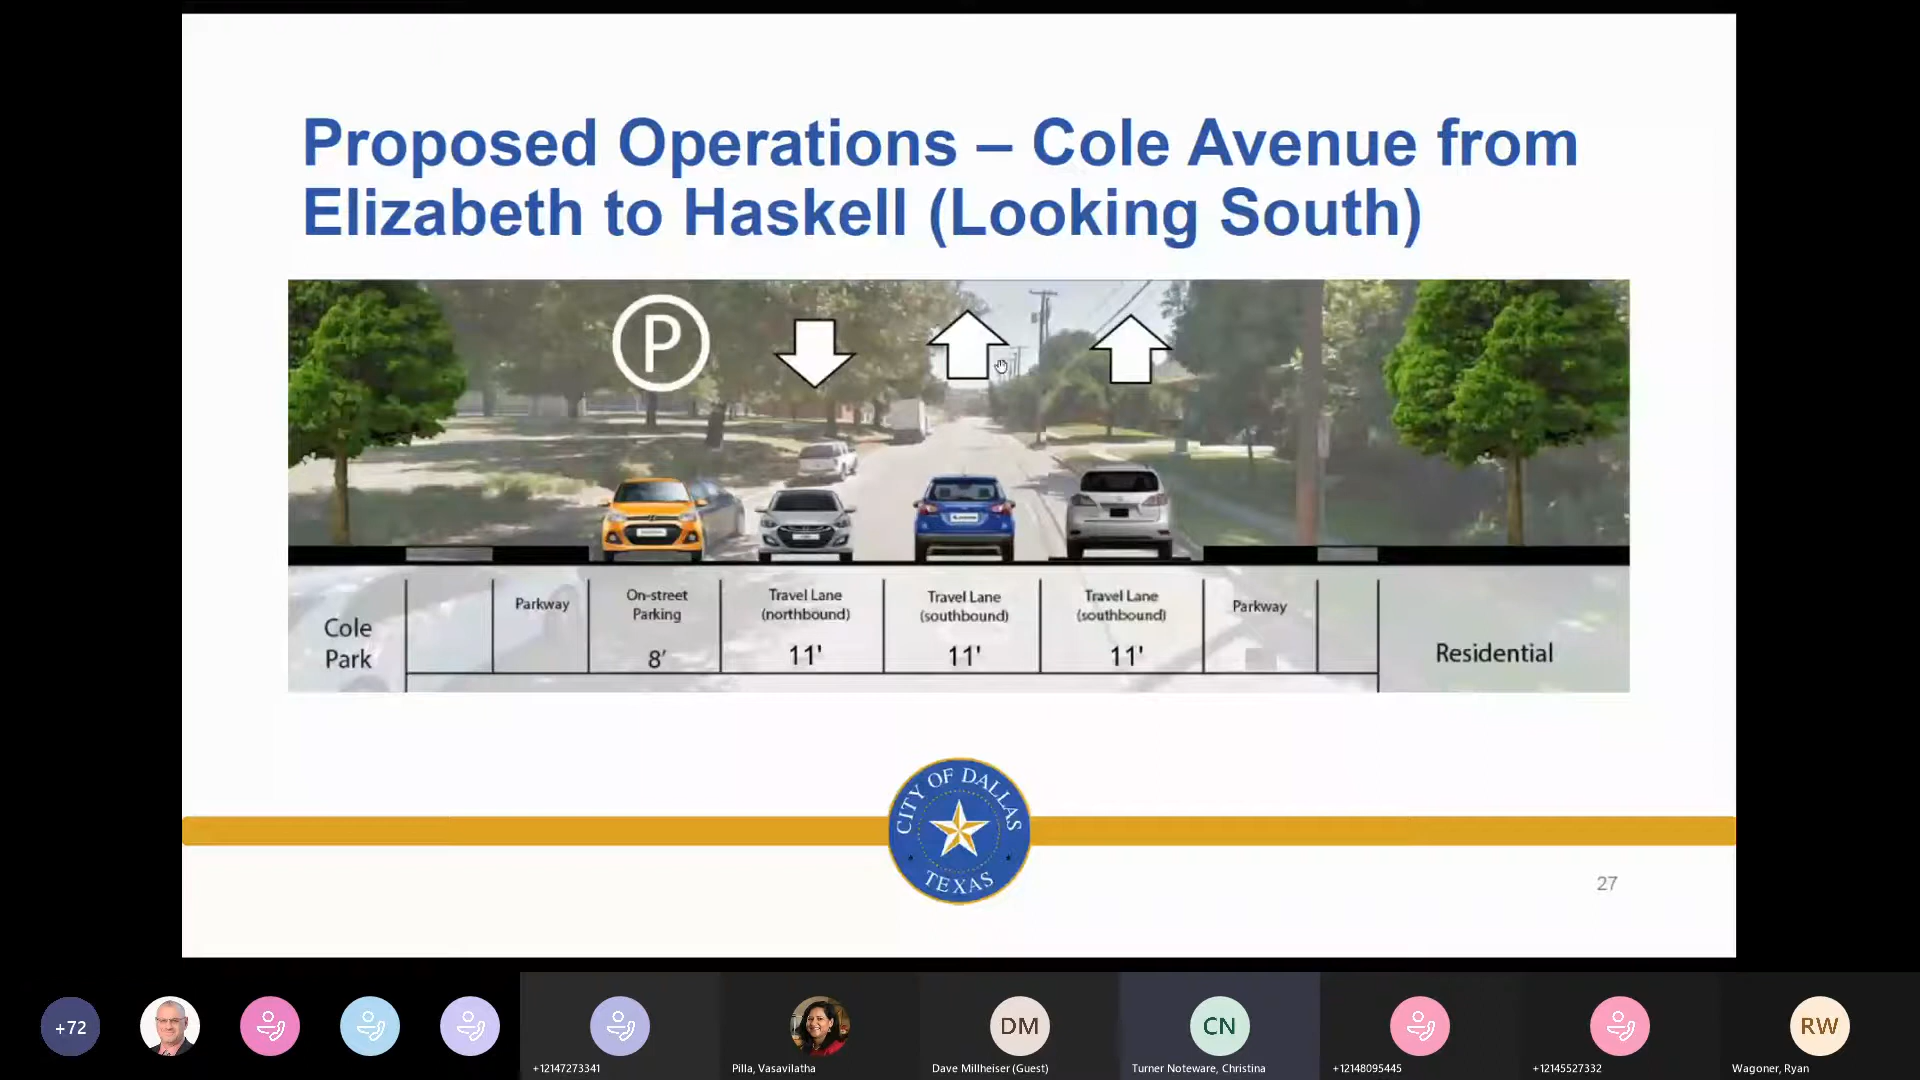 Proposed Operations – Cole Avenue from
Elizabeth to Haskell (Looking South)
P
Cole
Park
Parkway
On-street
Parking
8'
Travel Lane
(northbound)
11'
Travel Lane
(southbound)
11'
Travel Lane
(southbound)
11'
Parkway
Residential
CITY OF DALLAS
TEXAS
27
+72
+12147273341
Pilla, Vasavilatha
DM
Dave Millheiser (Guest)
CN
Turner Noteware, Christina
+12148095445
+12145527332
RW
Wagoner, Ryan